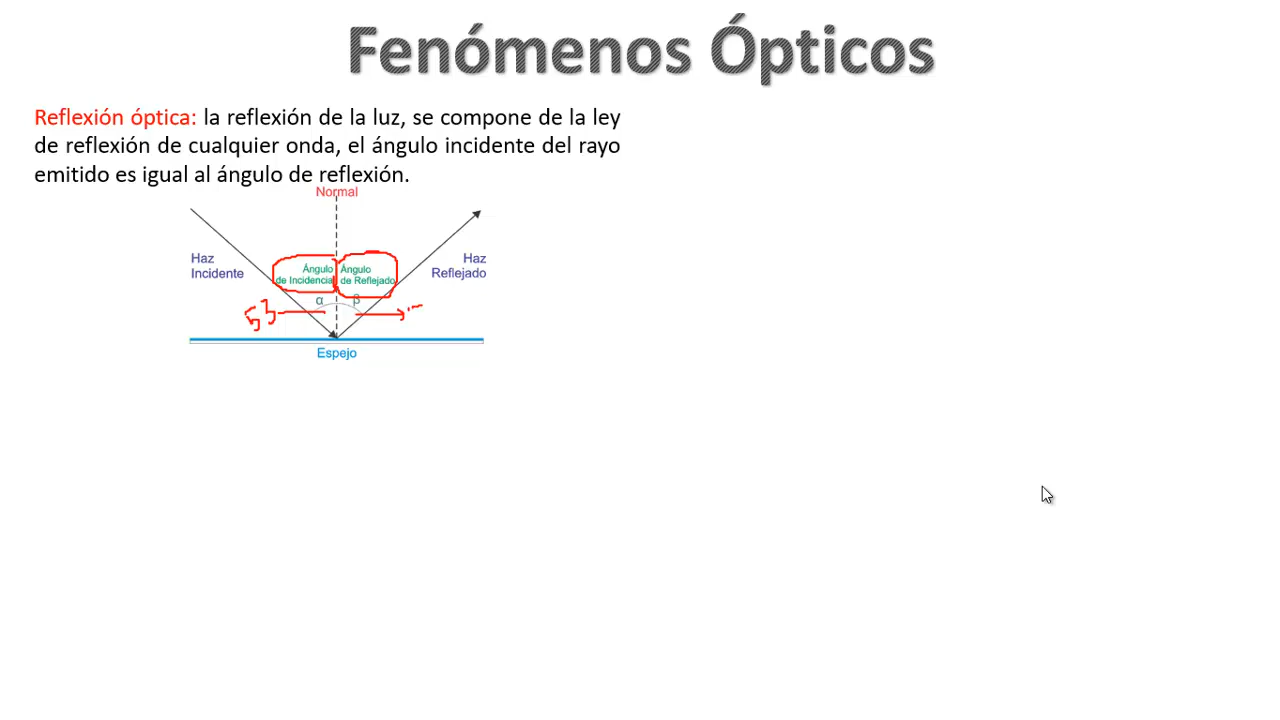 Fenómenos Ópticos
Reflexión óptica: la reflexión de la luz, se compone de la ley
de reflexión de cualquier onda, el ángulo incidente del rayo
emitido es igual al ángulo de reflexión.
Normal
Haz
Incidente
Ángulo
de Incidencia
Ángulo
de Reflejado
Haz
Reflejado
α
β
53
Espejo